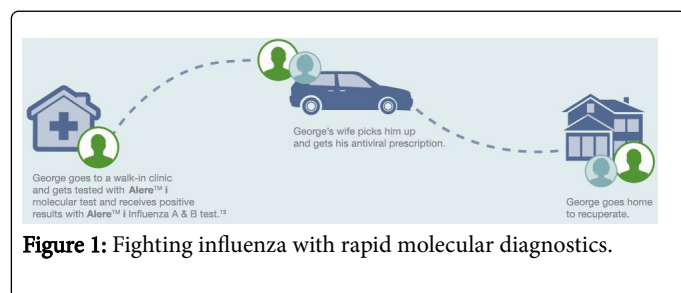 George goes to a walk-in clinic
and gets tested with Alere™ i
molecular test and receives positive
results with Alere™ i Influenza A & B test.¹³
George's wife picks him up
and gets his antiviral prescription.
George goes home
to recuperate.
Figure 1: Fighting influenza with rapid molecular diagnostics.